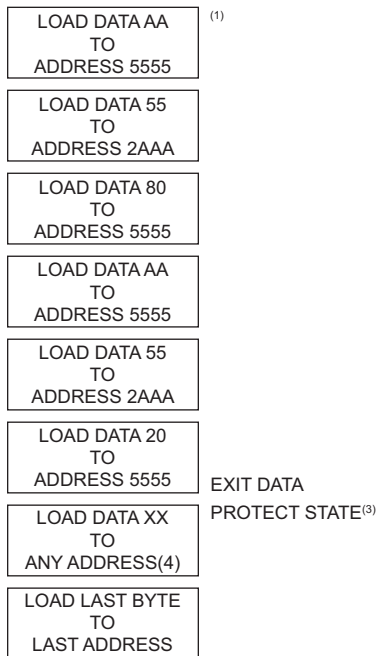 LOAD DATA AA
TO
ADDRESS 5555
(1)
LOAD DATA 55
TO
ADDRESS 2AAA
LOAD DATA 80
TO
ADDRESS 5555
LOAD DATA AA
TO
ADDRESS 5555
LOAD DATA 55
TO
ADDRESS 2AAA
LOAD DATA 20
TO
ADDRESS 5555
EXIT DATA
PROTECT STATE(3)
LOAD DATA XX
TO
ANY ADDRESS(4)
LOAD LAST BYTE
TO
LAST ADDRESS